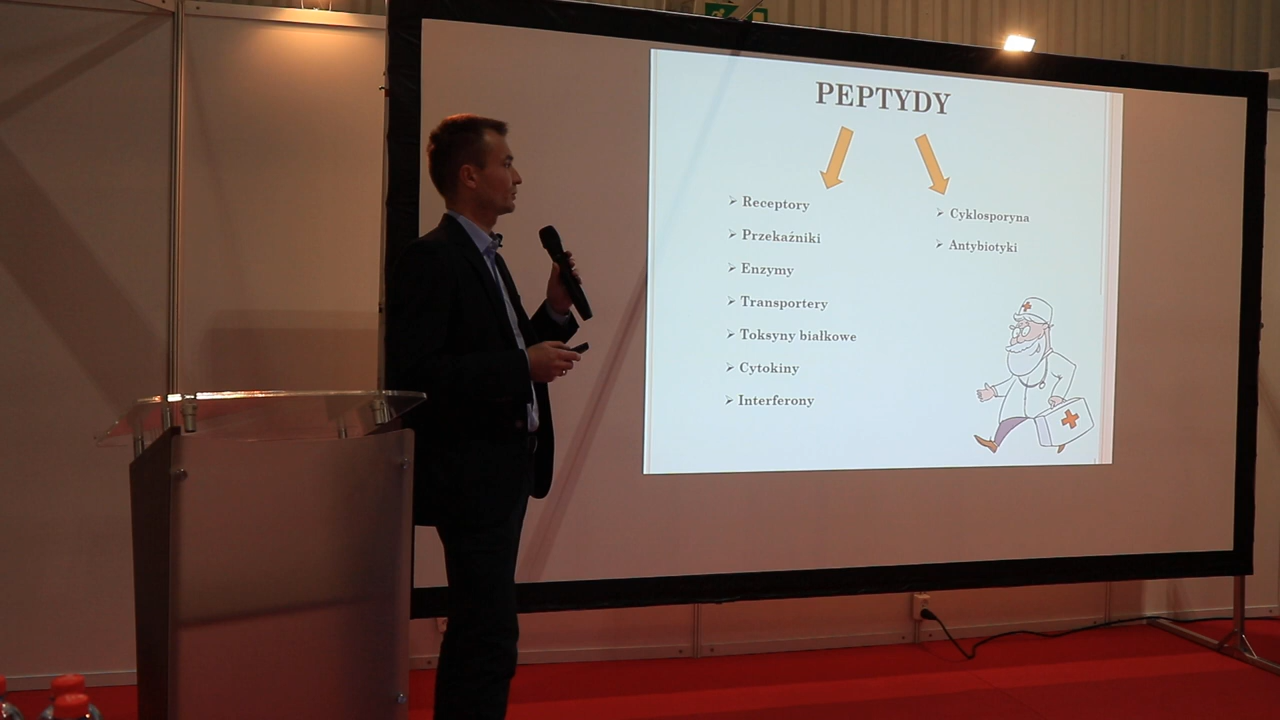 PEPTYDY
Receptory
Przekaźniki
Enzymy
Transportery
Toksyny białkowe
Cytokiny
Interferony
Cyklosporyna
Antybiotyki